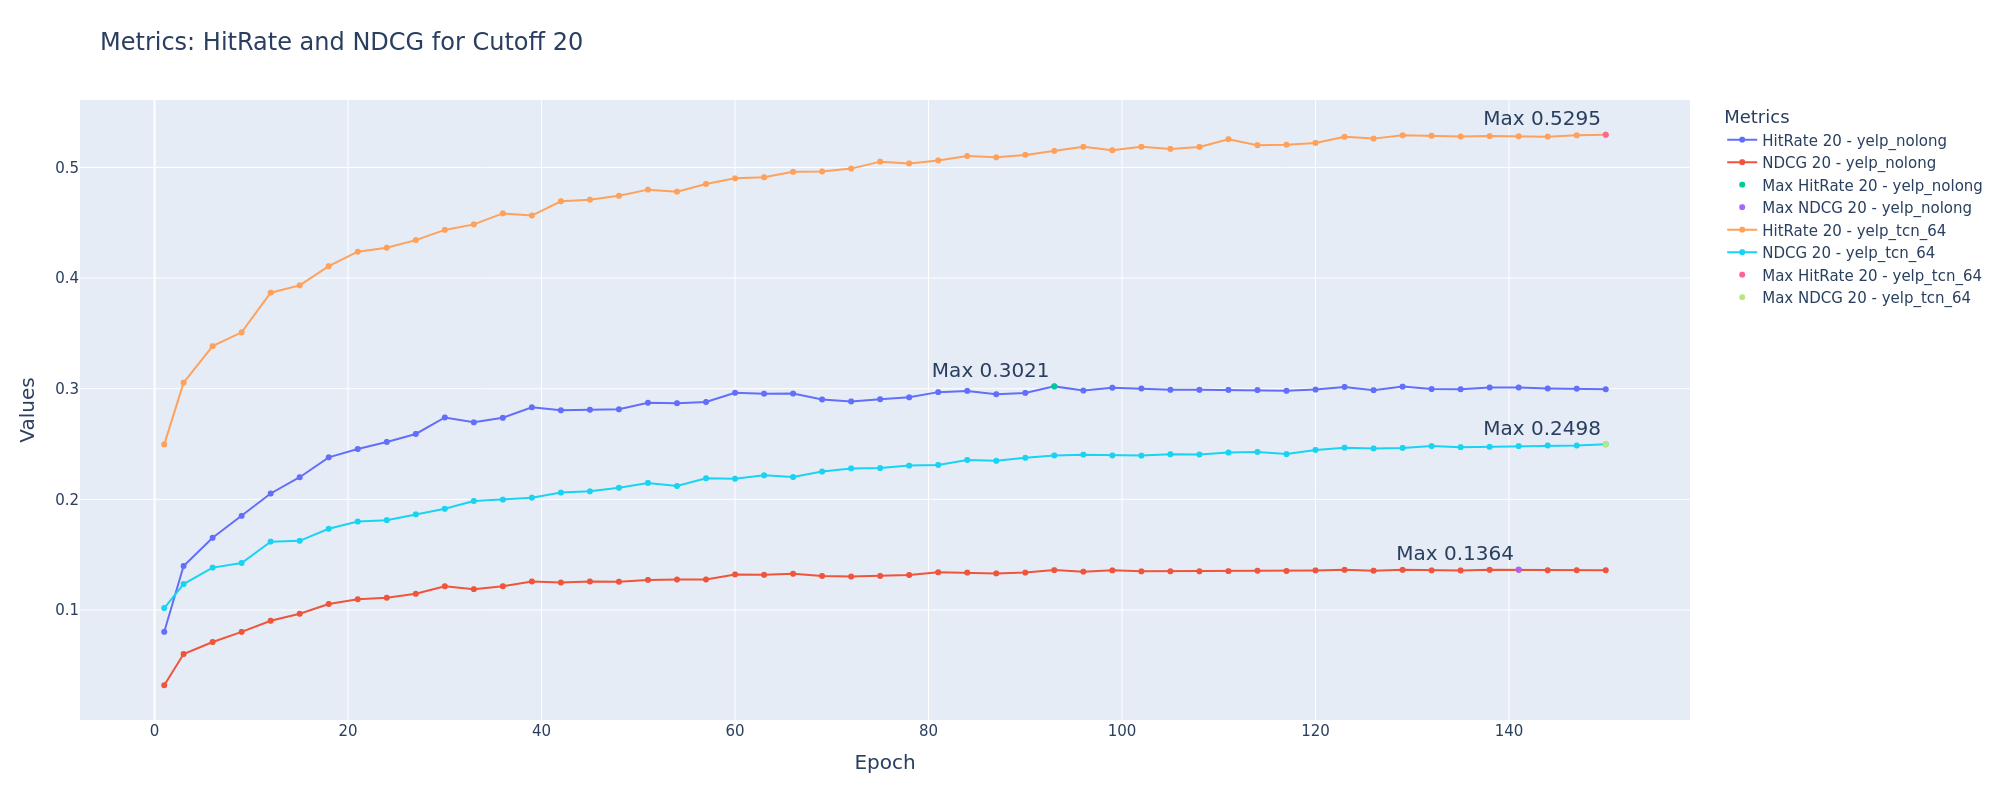 Metrics: HitRate and NDCG for Cutoff 20
Max 0.5295
Max 0.3021
Max 0.2498
Max 0.1364
0.5
0.4
0.3
0.2
0.1
Values
0 20 40 60 80 100 120 140
Epoch
Metrics
HitRate 20 - yelp_nolong
NDCG 20 - yelp_nolong
Max HitRate 20 - yelp_nolong
Max NDCG 20 - yelp_nolong
HitRate 20 - yelp_tcn_64
NDCG 20 - yelp_tcn_64
Max HitRate 20 - yelp_tcn_64
Max NDCG 20 - yelp_tcn_64